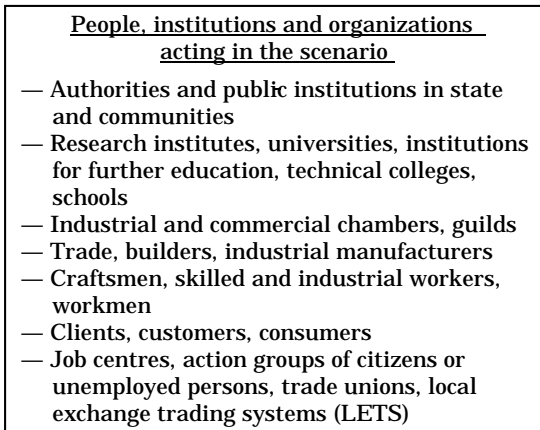 People, institutions and organizations
acting in the scenario
— Authorities and public institutions in state
and communities
— Research institutes, universities, institutions
for further education, technical colleges,
schools
— Industrial and commercial chambers, guilds
— Trade, builders, industrial manufacturers
— Craftsmen, skilled and industrial workers,
workmen
— Clients, customers, consumers
— Job centres, action groups of citizens or
unemployed persons, trade unions, local
exchange trading systems (LETS)